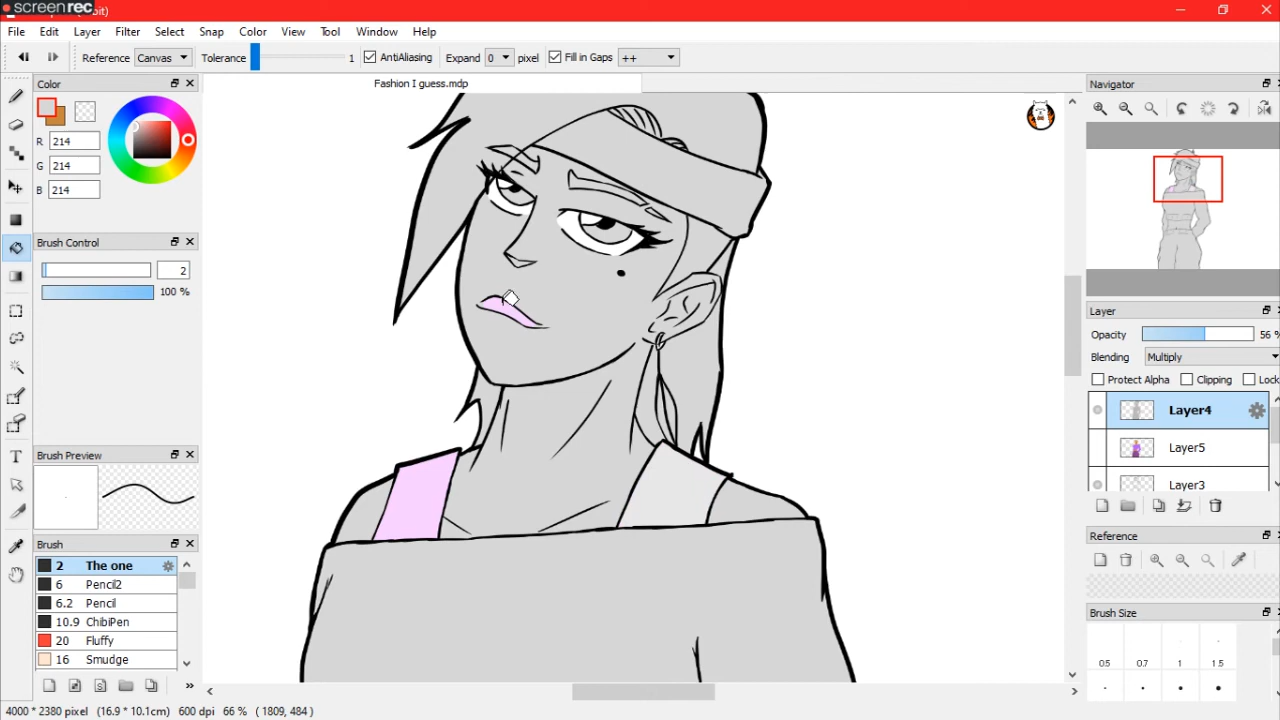 screenrec
bit)
File Edit Layer Filter Select Snap Color View Tool Window Help
Reference Canvas Tolerance 1 AntiAliasing Expand 0 pixel Fill in Gaps ++
Color
Fashion I guess.mdp
Navigator
R 214
G 214
B 214
Brush Control
2
100 %
Layer
Opacity 56 %
Blending Multiply
Protect Alpha Clipping Lock
Layer4
Layer5
Layer3
Brush Preview
Reference
Brush
2 The one
6 Pencil2
6.2 Pencil
10.9 ChibiPen
20 Fluffy
16 Smudge
Brush Size
0.5 0.7 1 1.5
4000 * 2380 pixel (16.9 * 10.1cm) 600 dpi 66 % ( 1809, 484 )